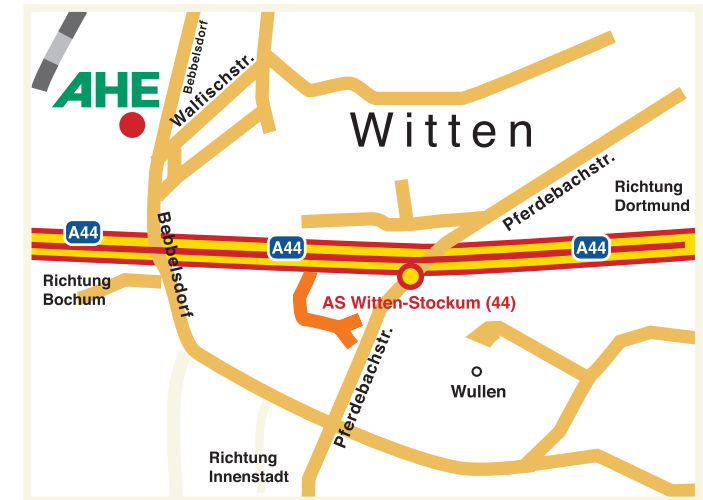 Bebbelsdorf
AHE
Walfischstr.
Witten
Pferdebachstr.
Richtung
Dortmund
A44
A44
A44
Bebbelsdorf
Richtung
Bochum
AS Witten-Stockum (44)
Pferdebachstr.
Wullen
Richtung
Innenstadt